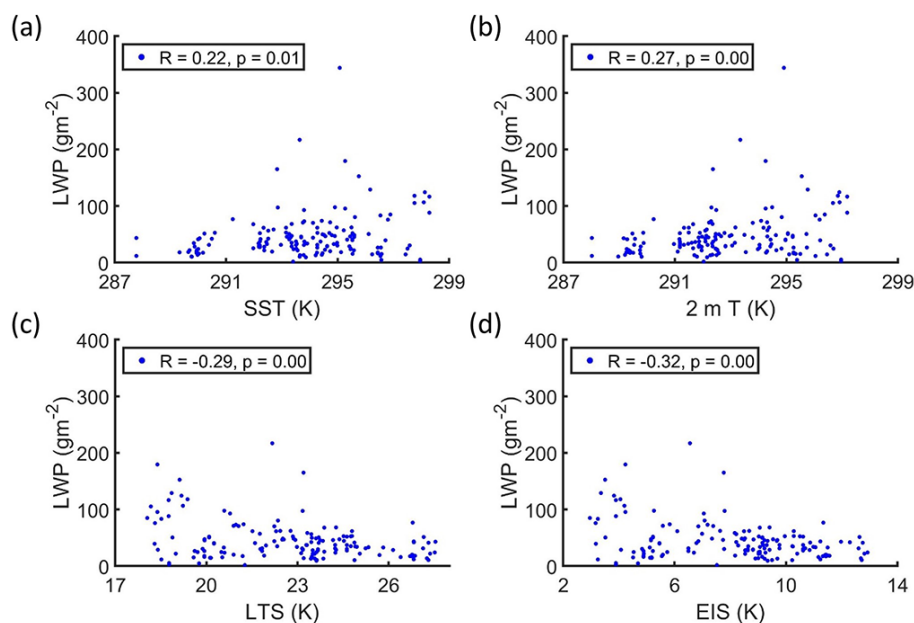 (a)
400
300
200
100
0
LWP (gm-2)
R = 0.22, p = 0.01
287 291 295 299
SST (K)
(b)
400
300
200
100
0
LWP (gm-2)
R = 0.27, p = 0.00
287 291 295 299
2 m T (K)
(c)
400
300
200
100
0
LWP (gm-2)
R = -0.29, p = 0.00
17 20 23 26
LTS (K)
(d)
400
300
200
100
0
LWP (gm-2)
R = -0.32, p = 0.00
2 6 10 14
EIS (K)